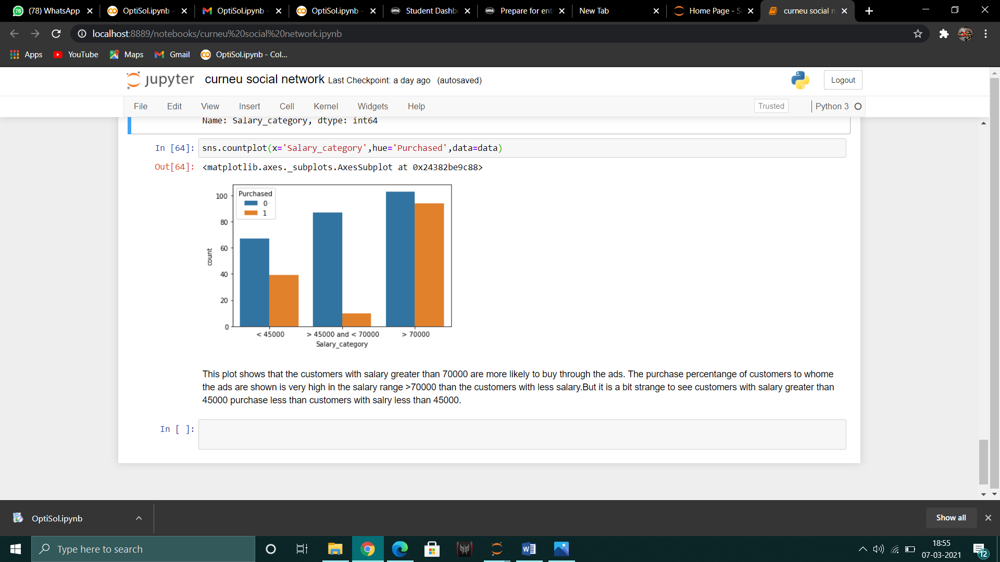 (78) WhatsApp
OptiSol.ipynb -
OptiSol.ipynb -
OptiSol.ipynb -
Student Dashb
Prepare for ent
New Tab
Home Page - S
curneu social n
localhost:8889/notebooks/curneu%20social%20network.ipynb
Apps
YouTube
Maps
Gmail
OptiSol.ipynb - Col...
jupyter curneu social network Last Checkpoint: a day ago (autosaved)
Logout
File Edit View Insert Cell Kernel Widgets Help
Trusted
Python 3
Name: Salary_category, dtype: int64
In [64]: sns.countplot(x='Salary_category',hue='Purchased',data=data)
Out[64]: <matplotlib.axes._subplots.AxesSubplot at 0x24382be9c88>
Purchased
0
1
100
80
60
40
20
0
count
< 45000
> 45000 and < 70000
> 70000
Salary_category
This plot shows that the customers with salary greater than 70000 are more likely to buy through the ads. The purchase percentange of customers to whome
the ads are shown is very high in the salary range >70000 than the customers with less salary.But it is a bit strange to see customers with salary greater than
45000 purchase less than customers with salry less than 45000.
In [ ]:
OptiSol.ipynb
Show all
Type here to search
18:55
07-03-2021
12